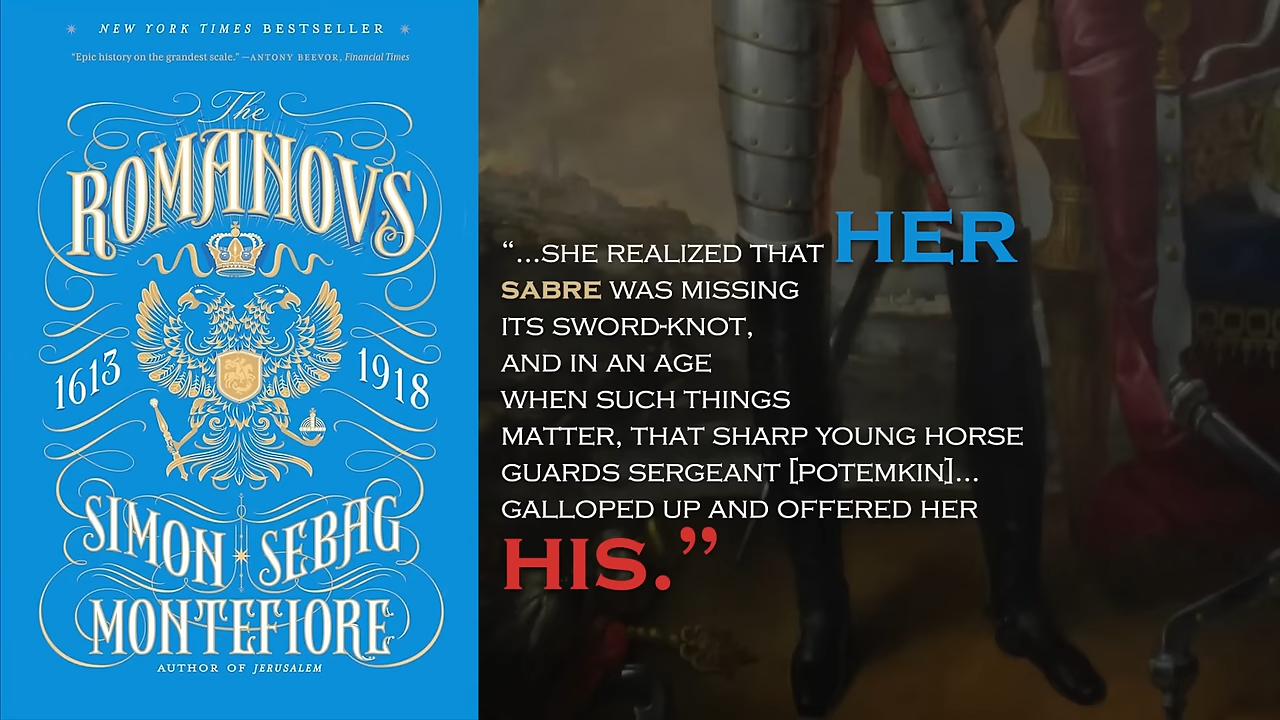 NEW YORK TIMES BESTSELLER
"Epic history on the grandest scale." —ANTONY BEEVOR, Financial Times
The
ROMANOVS
1613 1918
SIMON SEBAG
MONTEFIORE
AUTHOR OF JERUSALEM
“...SHE REALIZED THAT HER
SABRE WAS MISSING
ITS SWORD-KNOT,
AND IN AN AGE
WHEN SUCH THINGS
MATTER, THAT SHARP YOUNG HORSE
GUARDS SERGEANT [POTEMKIN]...
GALLOPED UP AND OFFERED HER
HIS.”